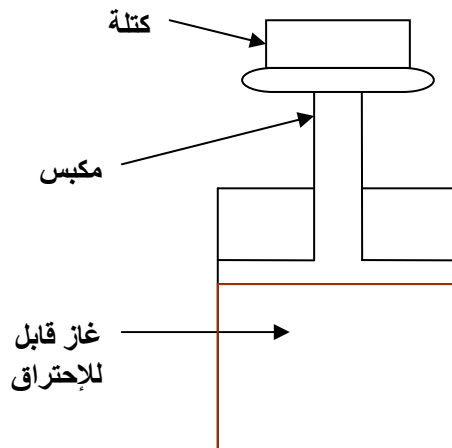 كتلة
مكبس
غاز قابل
للإحتراق